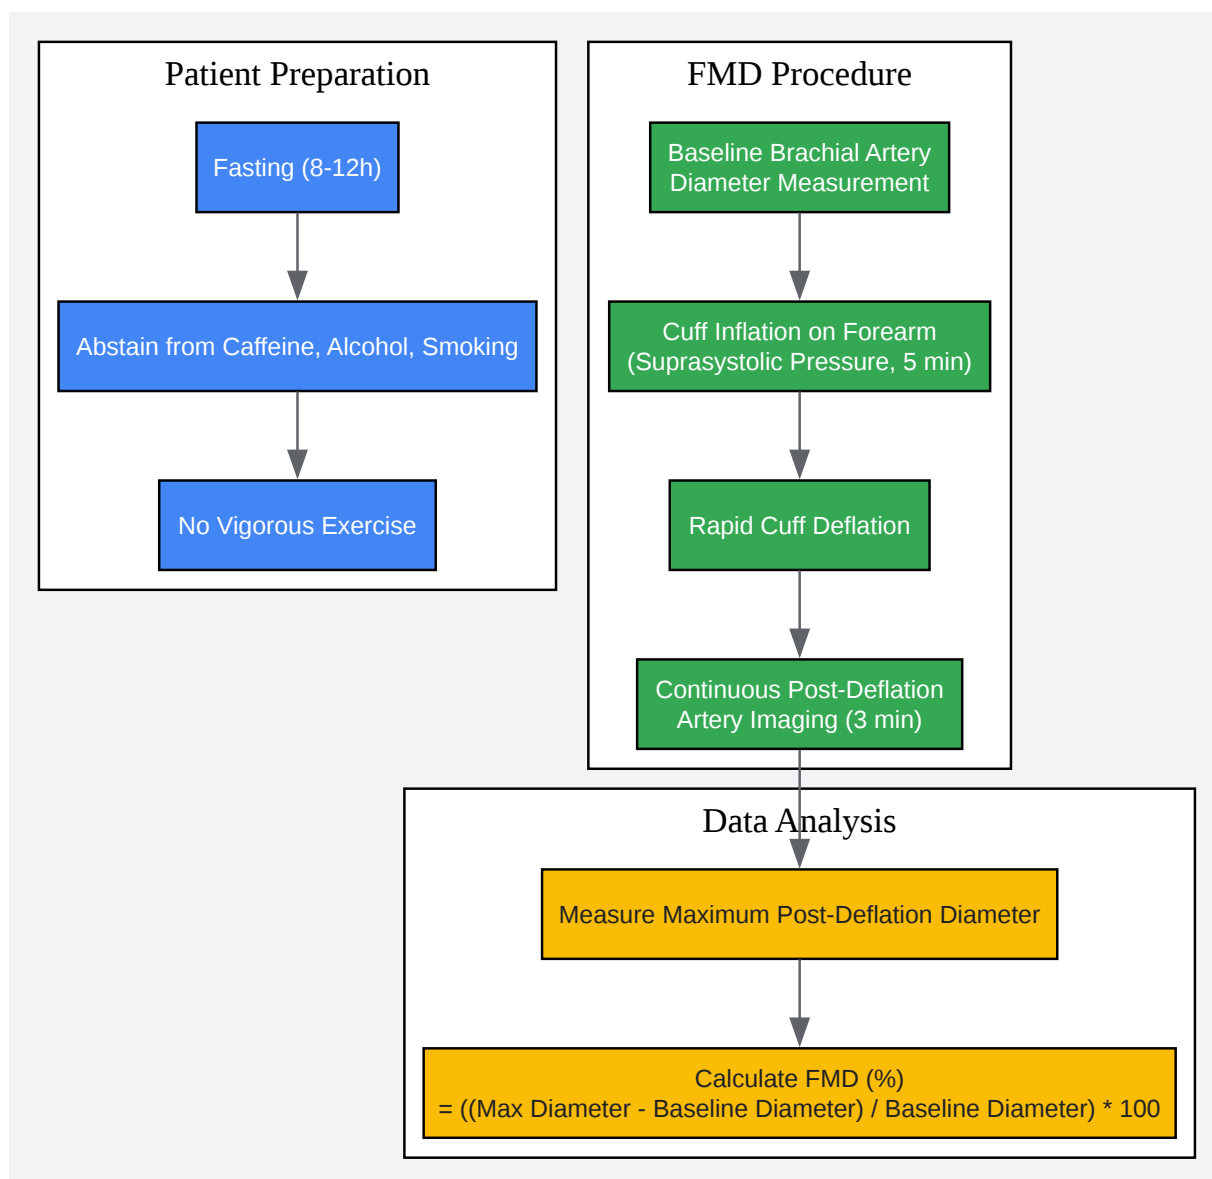 Patient Preparation
Fasting (8-12h)
Abstain from Caffeine, Alcohol, Smoking
No Vigorous Exercise
FMD Procedure
Baseline Brachial Artery
Diameter Measurement
Cuff Inflation on Forearm
(Suprasystolic Pressure, 5 min)
Rapid Cuff Deflation
Continuous Post-Deflation
Artery Imaging (3 min)
Data Analysis
Measure Maximum Post-Deflation Diameter
Calculate FMD (%)
= ((Max Diameter - Baseline Diameter) / Baseline Diameter) * 100